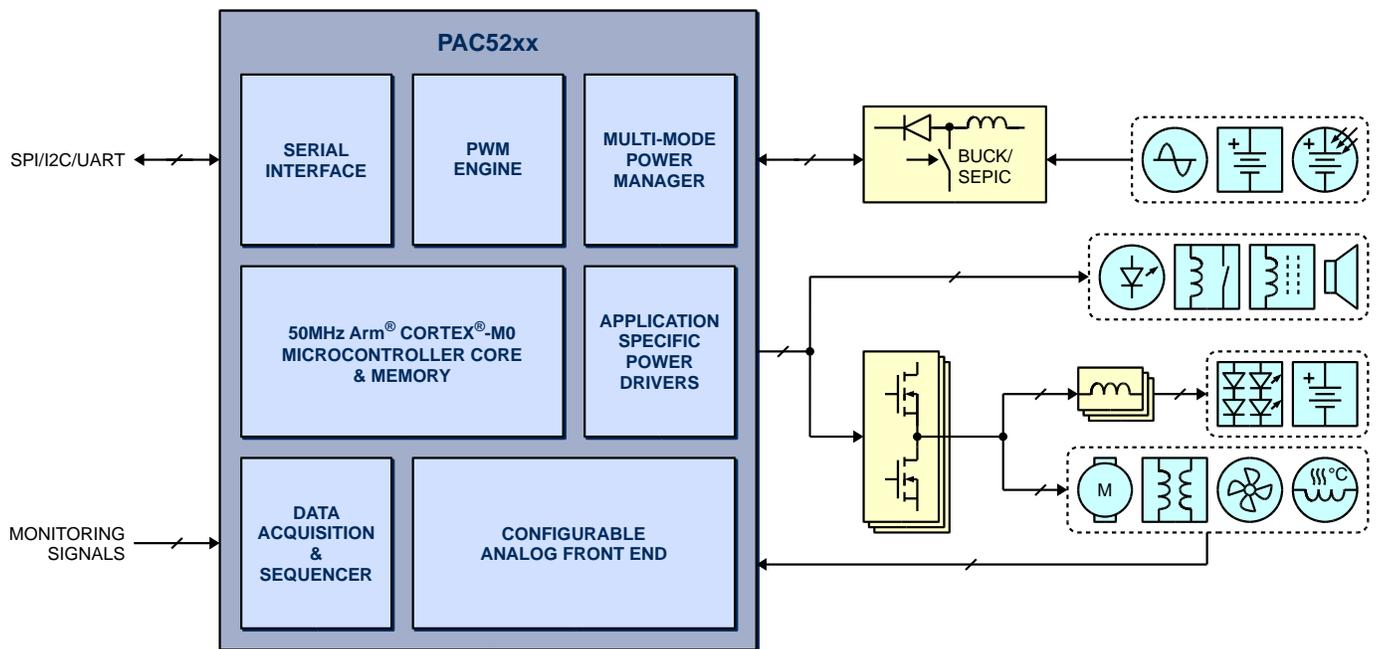 PAC52xx
SPI/I2C/UART
SERIAL
INTERFACE
PWM
ENGINE
MULTI-MODE
POWER
MANAGER
BUCK/
SEPIC
50MHz Arm® CORTEX®-M0
MICROCONTROLLER CORE
& MEMORY
APPLICATION
SPECIFIC
POWER
DRIVERS
M
°C
MONITORING
SIGNALS
DATA
ACQUISITION
&
SEQUENCER
CONFIGURABLE
ANALOG FRONT END